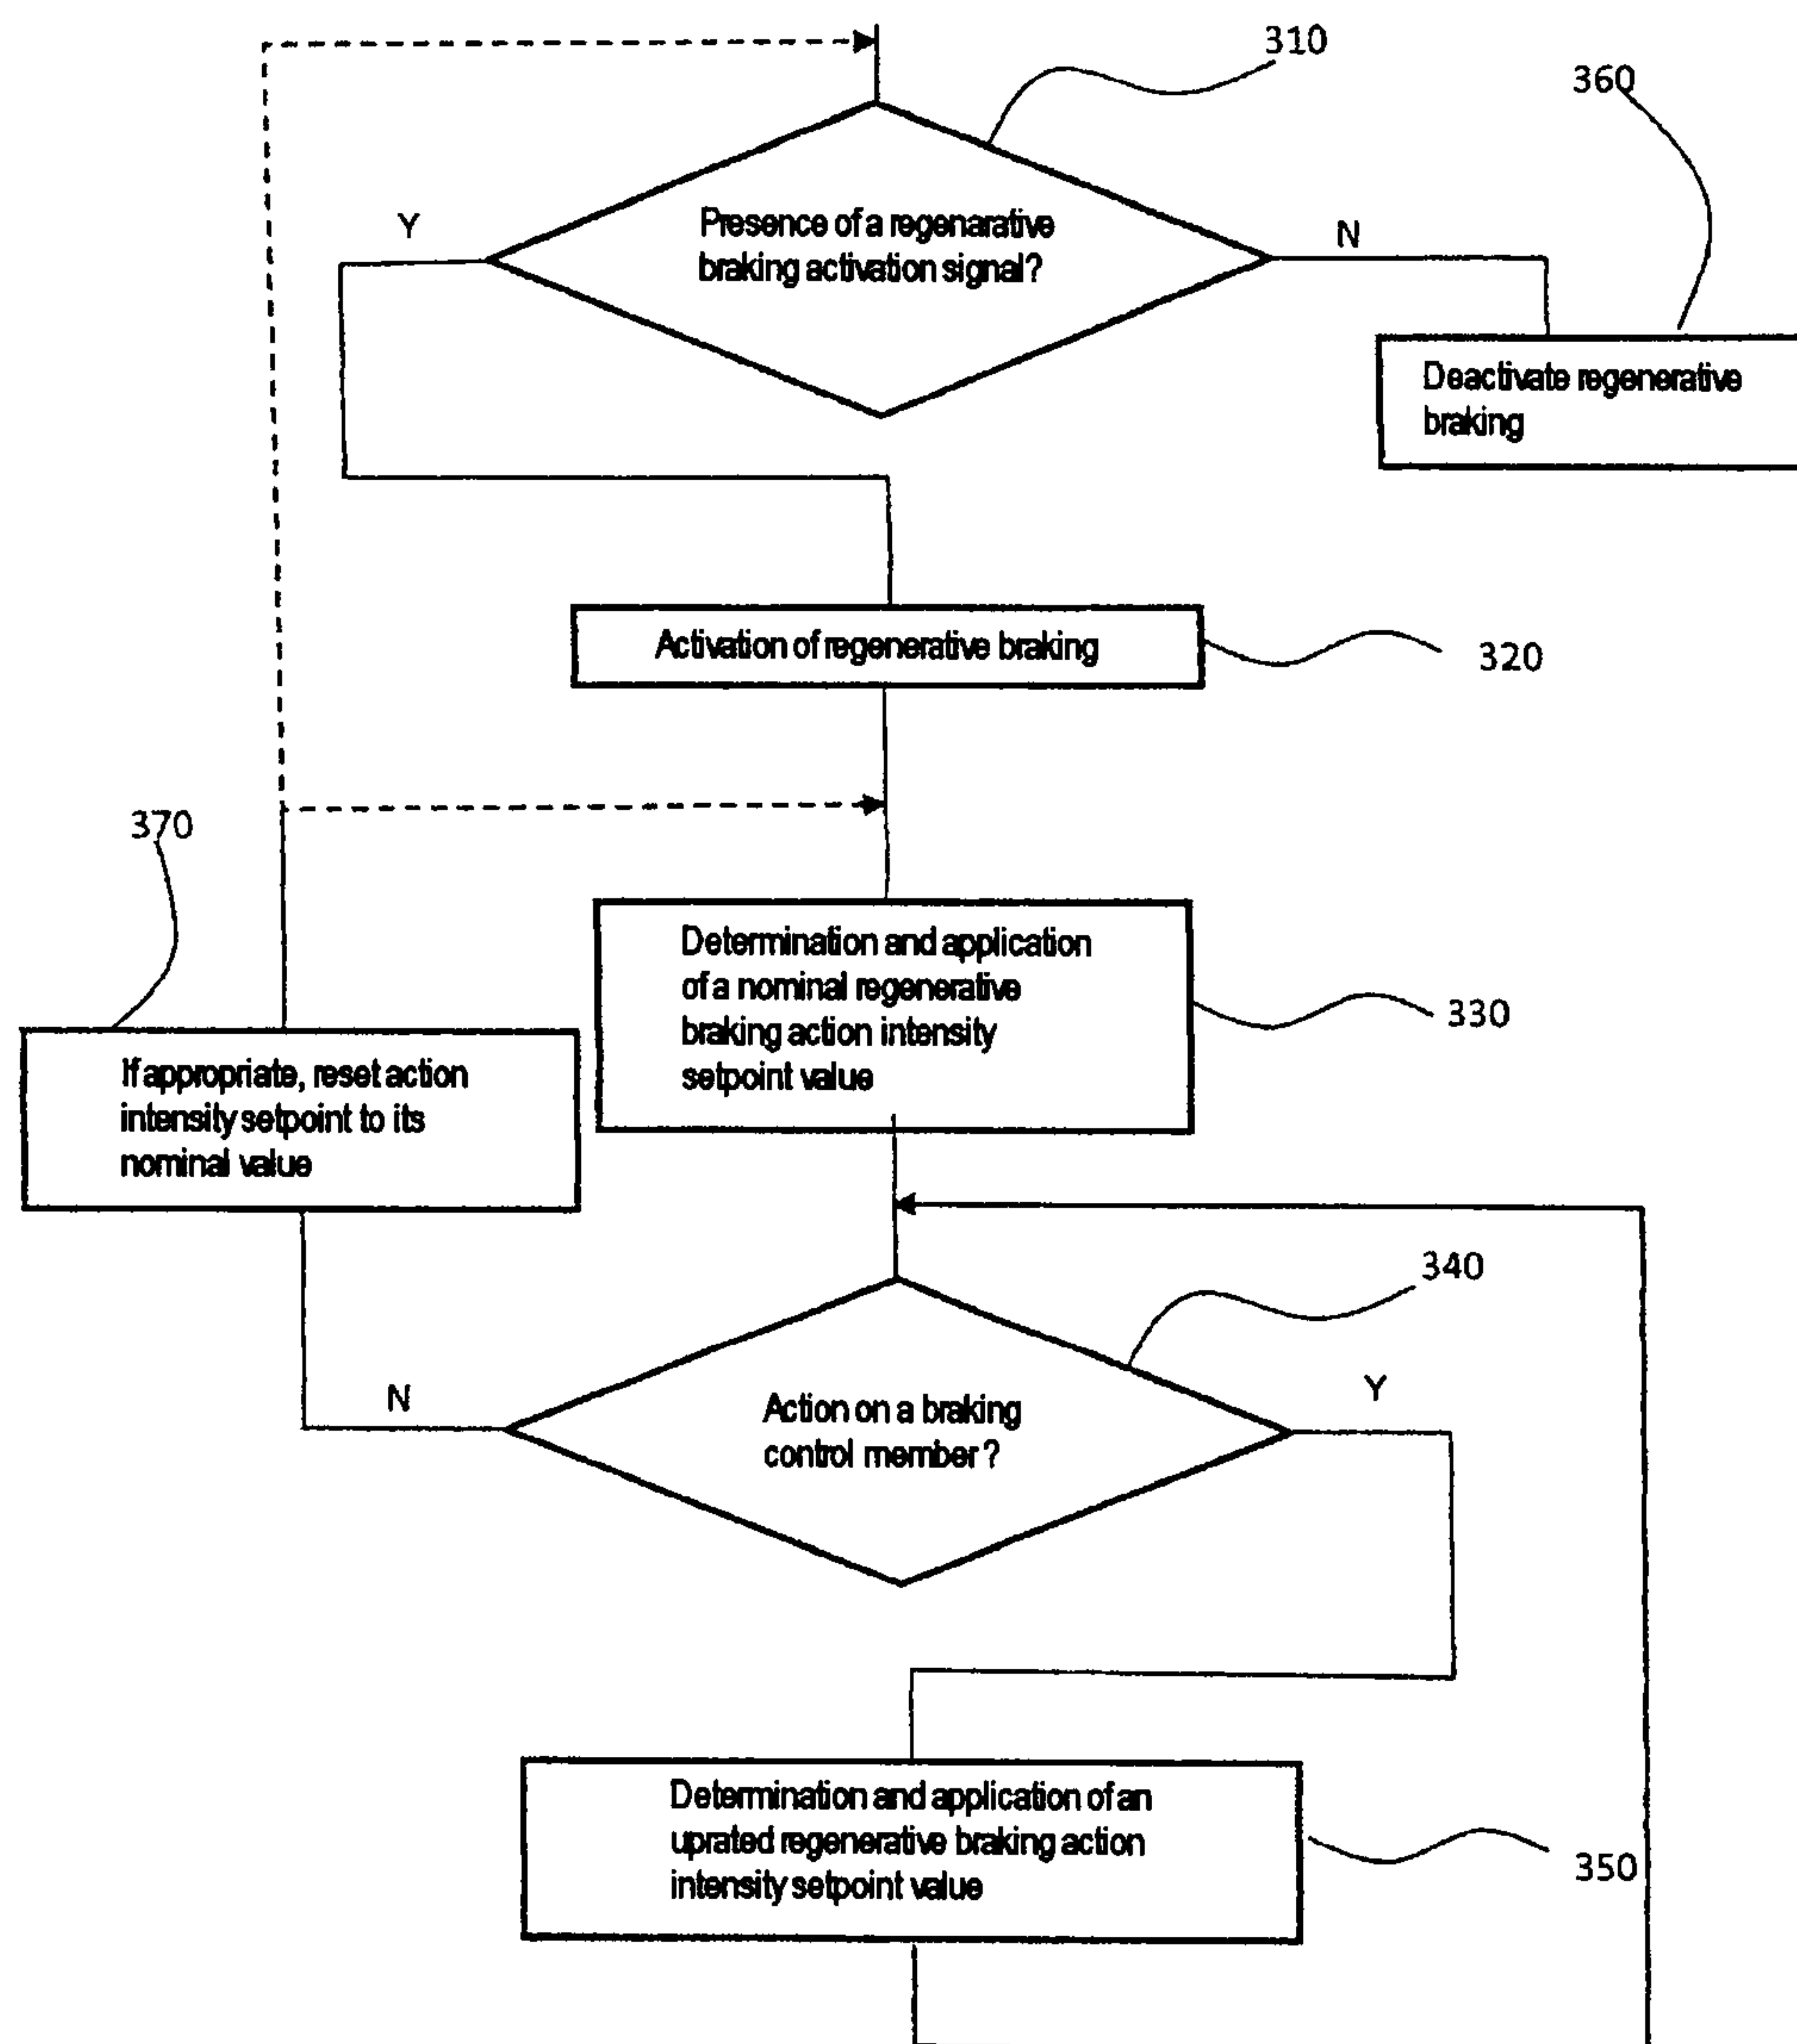 310
360
Y
Presence of a regenarative
braking activation signal?
N
Deactivate regenerative
braking
Activation of regenerative braking
320
370
Determination and application
of a nominal regenerative
braking action intensity
setpoint value
330
If appropriate, reset action
intensity setpoint to its
nominal value
340
N
Action on a braking
control member?
Y
Determination and application of an
uprated regenerative braking action
intensity setpoint value
350